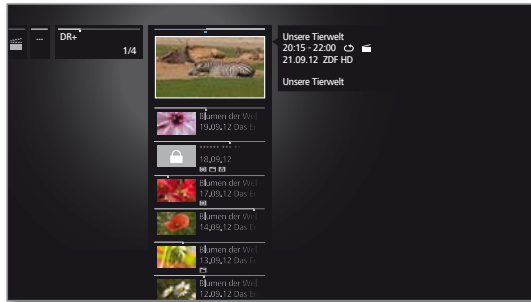 ...
DR+
1/4
Unsere Tierwelt
20:15 - 22:00
21.09.12 ZDF HD
Unsere Tierwelt
Blumen der Wel
19.09.12 Das Er
18.09.12
Blumen der Wel
17.09.12 Das Er
Blumen der Wel
14.09.12 Das Er
Blumen der Wel
13.09.12 Das Er
Blumen der Wel
12.09.12 Das Er